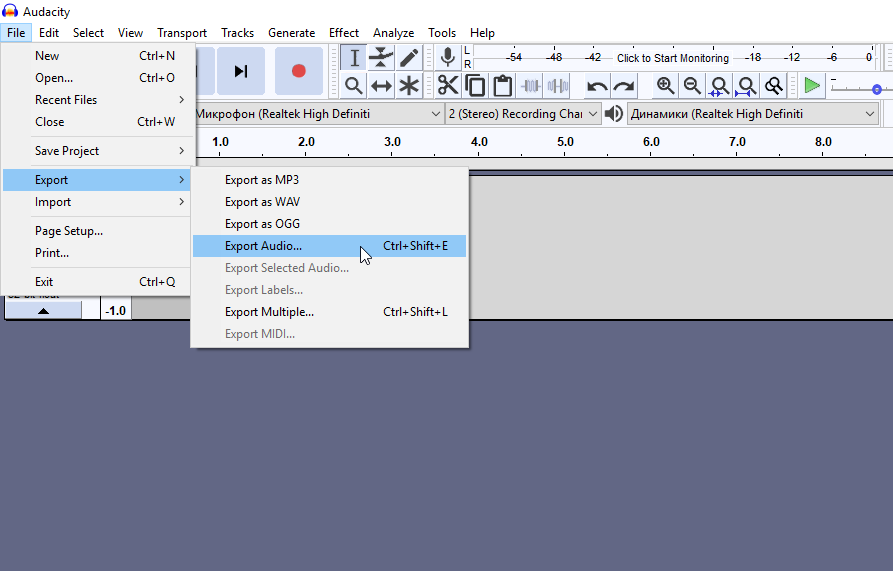 Audacity
File Edit Select View Transport Tracks Generate Effect Analyze Tools Help
New Ctrl+N
Open... Ctrl+O
Recent Files
Close Ctrl+W
Save Project
Export
Import
Page Setup...
Print...
Exit Ctrl+Q
L
R
-54 -48 -42 Click to Start Monitoring -18 -12 -6 0
Микрофон (Realtek High Definiti
2 (Stereo) Recording Char
Динамики (Realtek High Definiti
1.0 2.0 3.0 4.0 5.0 6.0 7.0 8.0
Export as MP3
Export as WAV
Export as OGG
Export Audio... Ctrl+Shift+E
Export Selected Audio...
Export Labels...
Export Multiple... Ctrl+Shift+L
Export MIDI...
-1.0